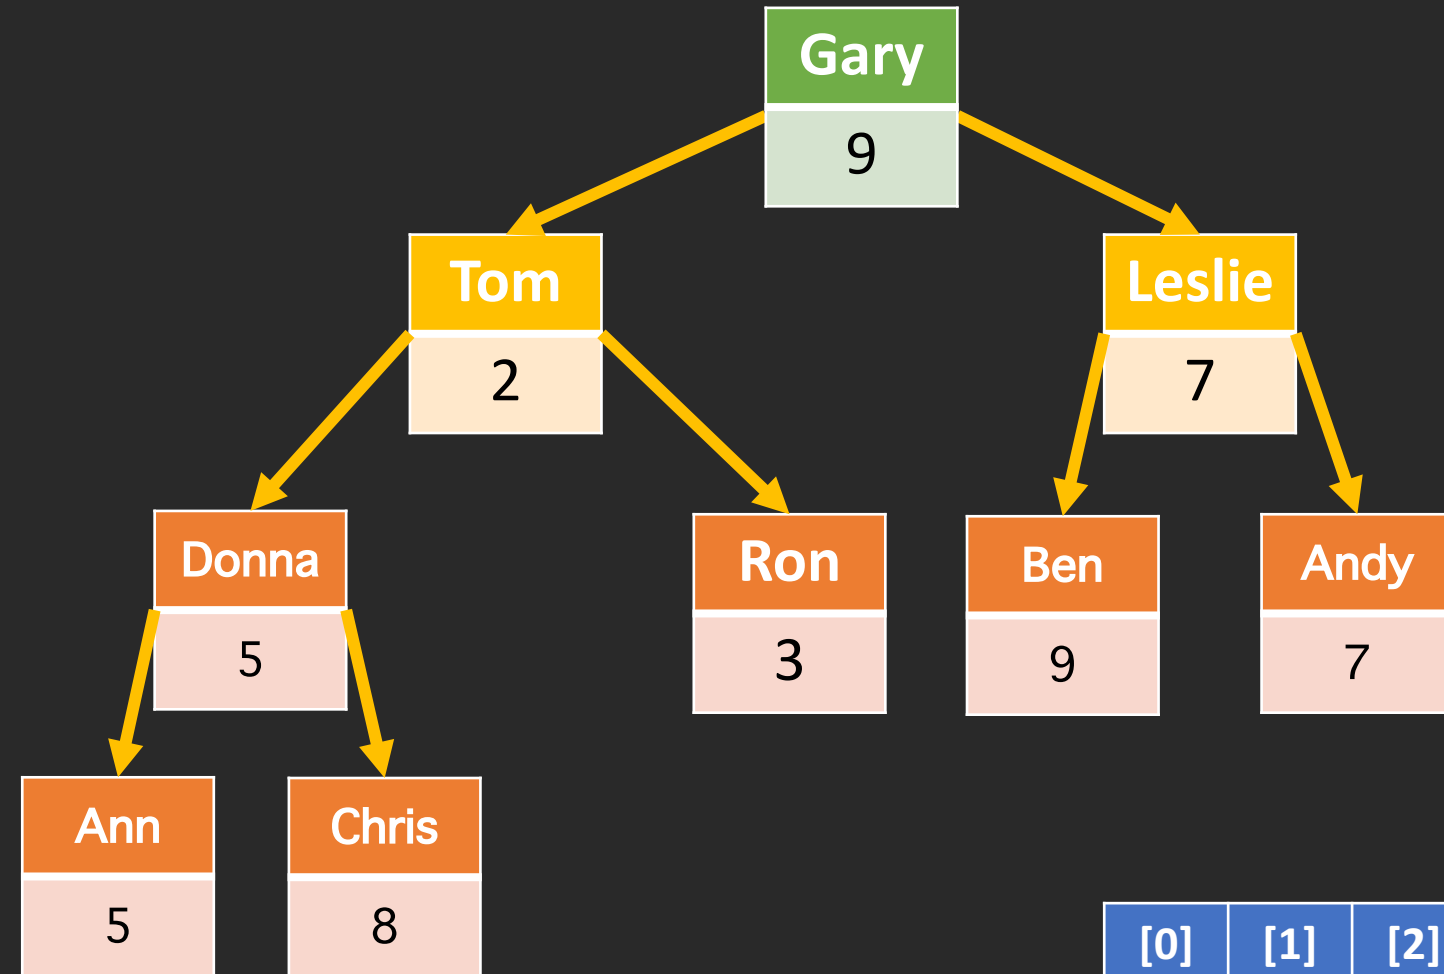 Gary
9
Tom
Leslie
2
7
Donna
Ron
Ben
Andy
5
3
9
7
Ann
Chris
5
8
[0] [1] [2]